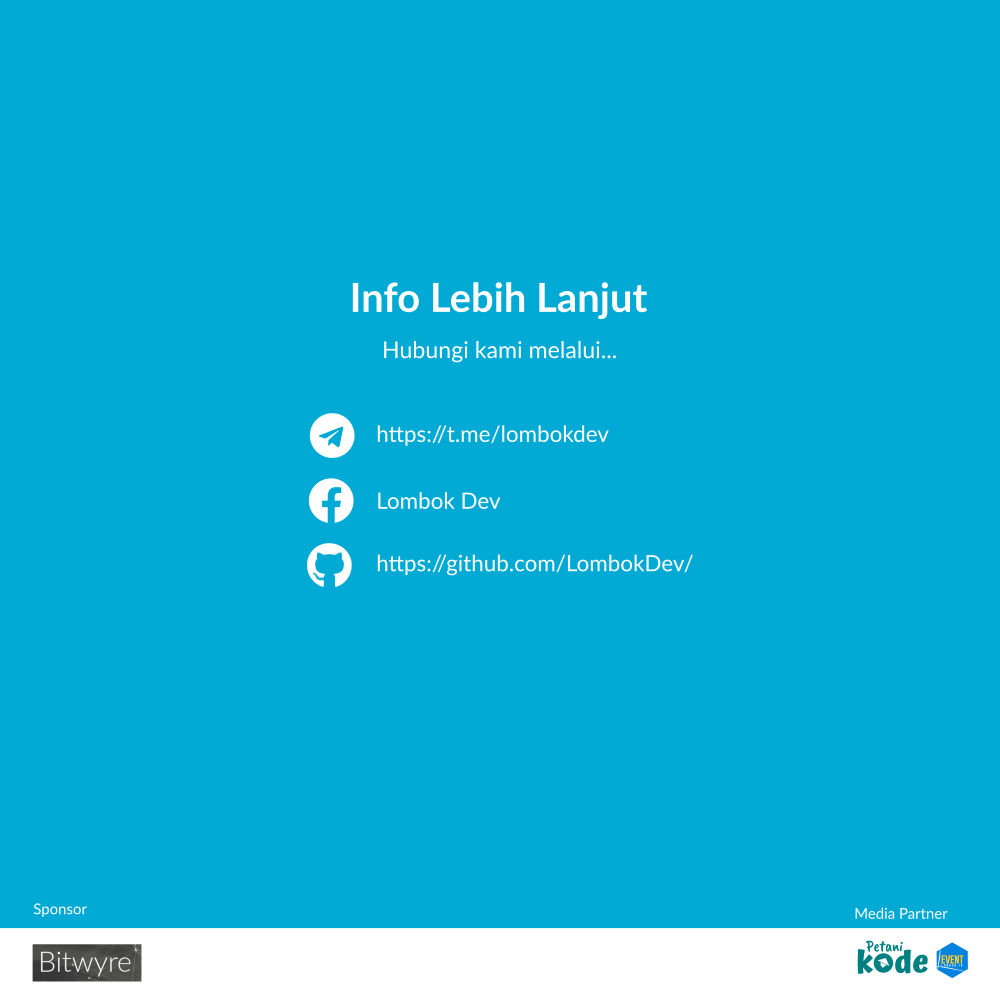 Info Lebih Lanjut
Hubungi kami melalui...
https://t.me/lombokdev
Lombok Dev
https://github.com/LombokDev/
Sponsor
Media Partner
Bitwyre
Petani
kode
EVENT